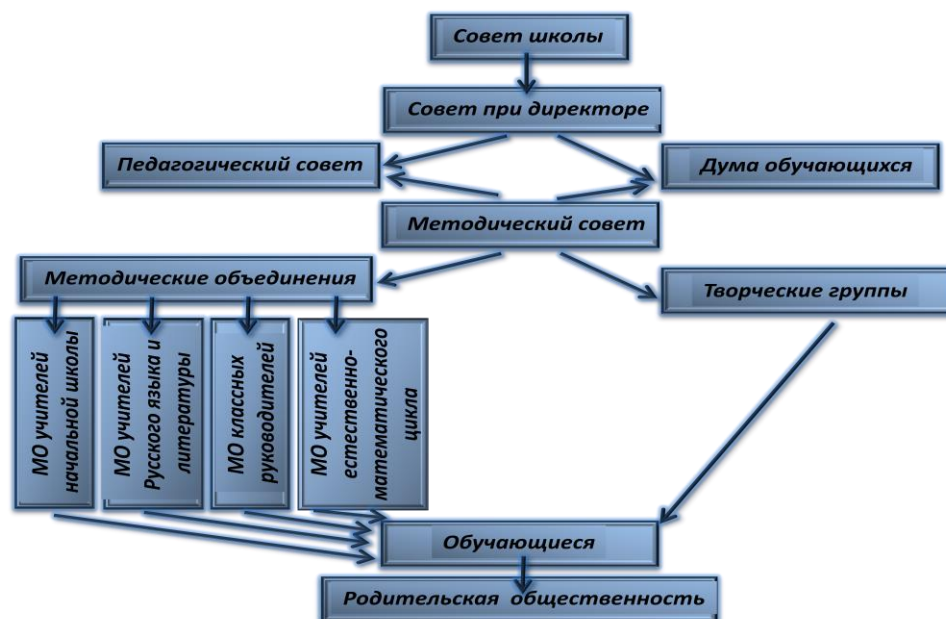 Совет школы
Совет при директоре
Педагогический совет
Дума обучающихся
Методический совет
Методические объединения
Творческие группы
МО учителей
начальной школы
МО учителей
Русского языка и
литературы
МО классных
руководителей
МО учителей
естественно-
математического
цикла
Обучающиеся
Родительская общественность